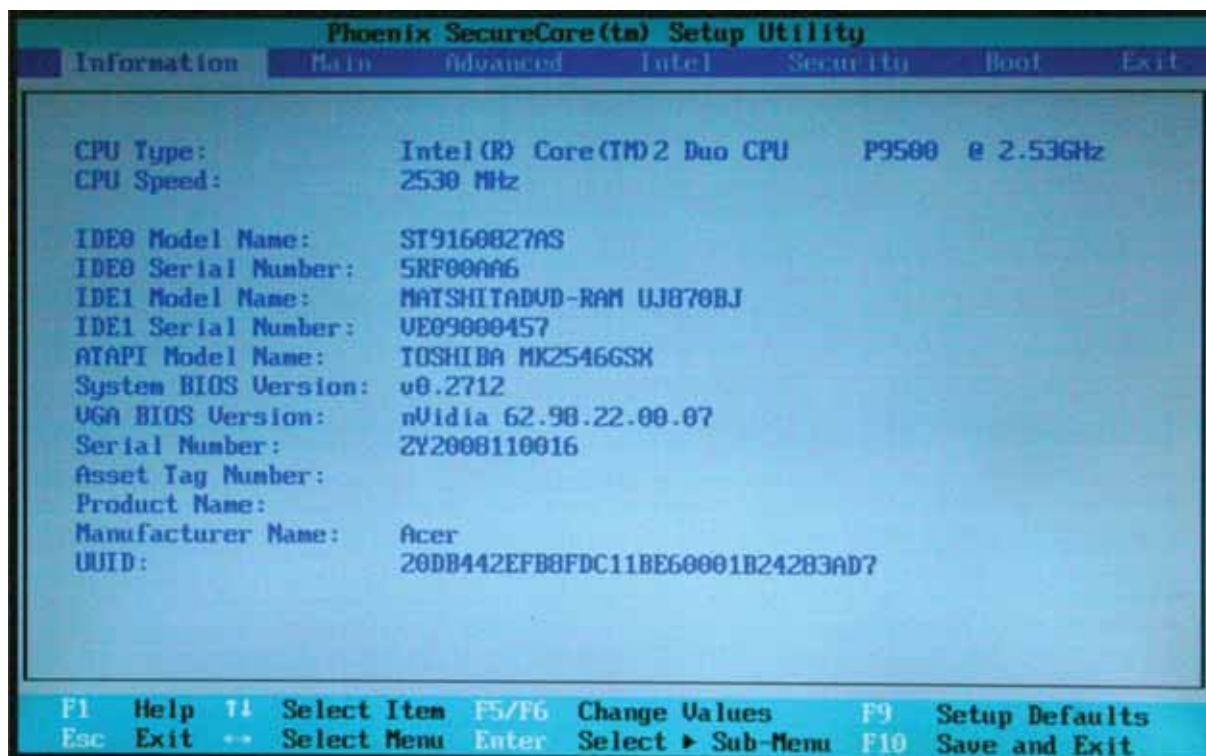 Phoenix SecureCore(tm) Setup Utility
Information Main Advanced Intel Security Boot Exit
CPU Type: Intel(R) Core(TM)2 Duo CPU P9500 @ 2.53GHz
CPU Speed: 2530 MHz
IDE0 Model Name: ST9160827AS
IDE0 Serial Number: 5RF00AA6
IDE1 Model Name: MATSHITADVD-RAM UJ870BJ
IDE1 Serial Number: VE09000457
ATAPI Model Name: TOSHIBA MK2546GSX
System BIOS Version: v0.2712
VGA BIOS Version: nVidia 62.98.22.00.07
Serial Number: ZY2008110016
Asset Tag Number:
Product Name:
Manufacturer Name: Acer
UUID: 20DB442EFB8FDC11BE60001B24283AD7
F1 Help ↑↓ Select Item F5/F6 Change Values F9 Setup Defaults
Esc Exit ↔ Select Menu Enter Select ▶ Sub-Menu F10 Save and Exit